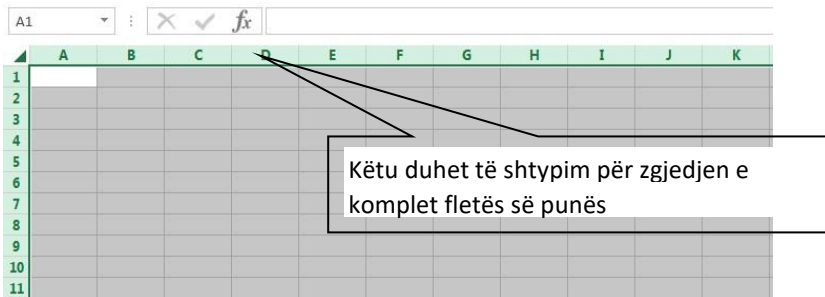 A1 fx
A B C D E F G H I J K
1
2
3
4
5
6
7
8
9
10
11
Këtu duhet të shtypim për zgjedjen e
komplet fletës së punës